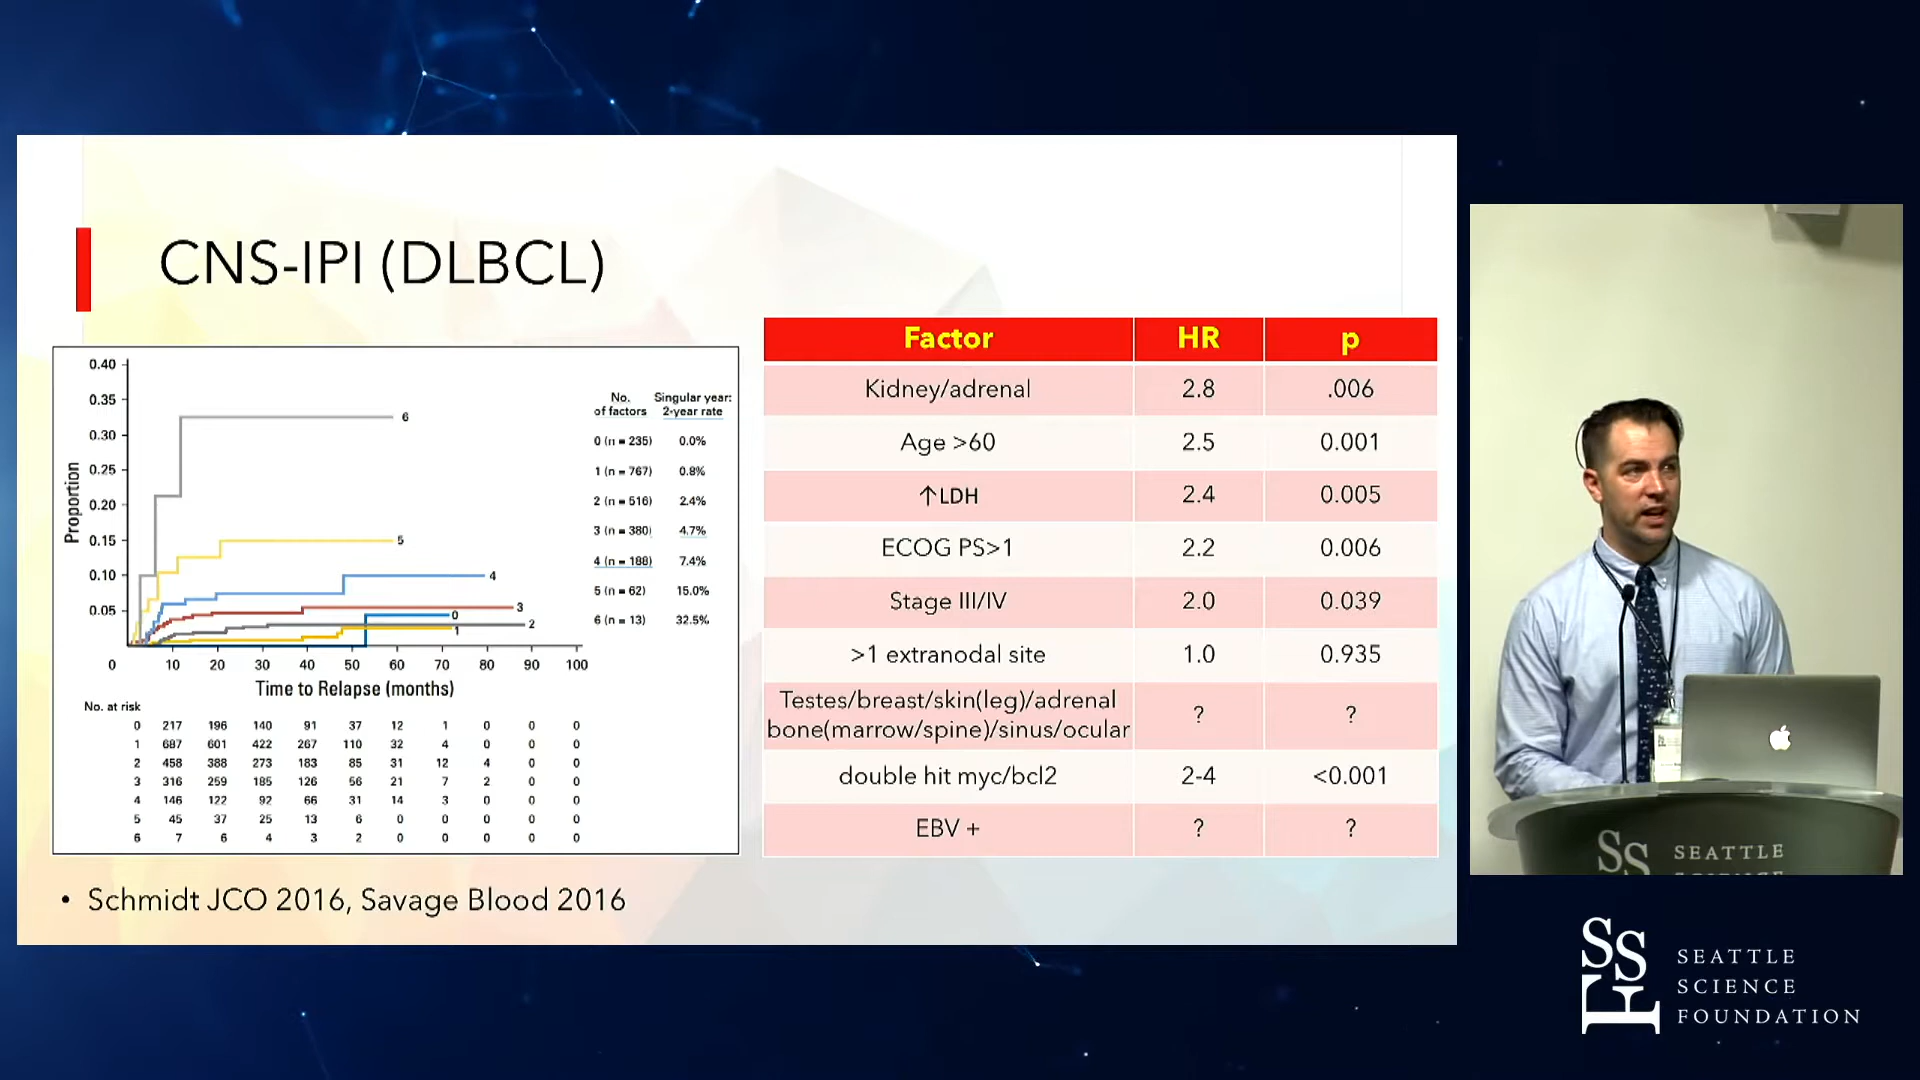 CNS-IPI (DLBCL)
0.40
0.35
0.30
0.25
0.20
0.15
0.10
0.05
Proportion
6
5
4
3
0
2
1
0 10 20 30 40 50 60 70 80 90 100
Time to Relapse (months)
No. Singular year:
of factors 2-year rate
0 (n = 235) 0.0%
1 (n = 767) 0.8%
2 (n = 516) 2.4%
3 (n = 380) 4.7%
4 (n = 188) 7.4%
5 (n = 62) 15.0%
6 (n = 13) 32.5%
No. at risk
0 217 196 140 91 37 12 1 0 0 0
1 687 601 422 267 110 32 4 0 0 0
2 458 388 273 183 85 31 12 4 0 0
3 316 259 185 126 56 21 7 2 0 0
4 146 122 92 66 31 14 3 0 0 0
5 45 37 25 13 6 0 0 0 0 0
6 7 6 4 3 2 0 0 0 0 0
Factor HR p
Kidney/adrenal 2.8 .006
Age >60 2.5 0.001
↑LDH 2.4 0.005
ECOG PS>1 2.2 0.006
Stage III/IV 2.0 0.039
>1 extranodal site 1.0 0.935
Testes/breast/skin(leg)/adrenal
bone(marrow/spine)/sinus/ocular ? ?
double hit myc/bcl2 2-4 <0.001
EBV + ? ?
• Schmidt JCO 2016, Savage Blood 2016
SS SEATTLE
SSF
SEATTLE
SCIENCE
FOUNDATION